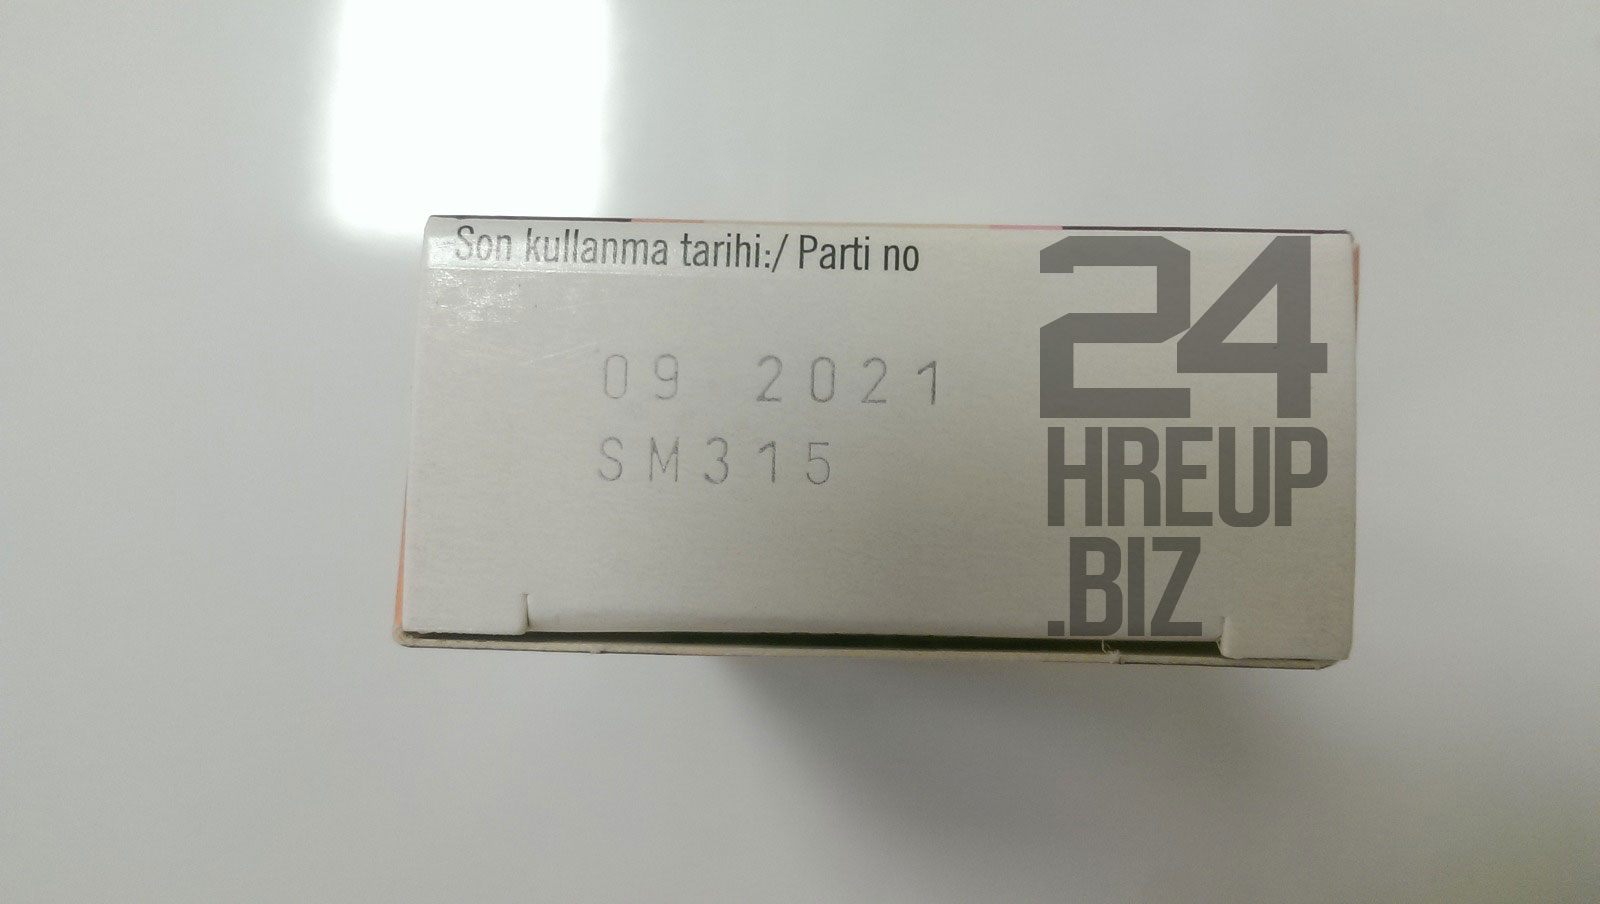 Son kullanma tarihi:/ Parti no
09 2021
SM315
24
HREUP
.BIZ